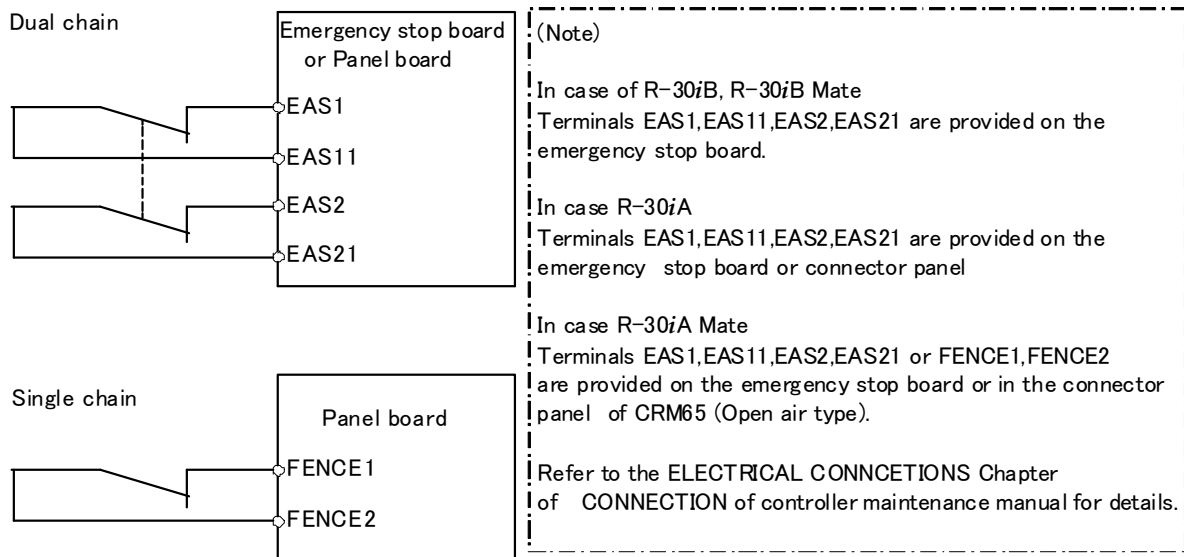 Dual chain
Emergency stop board
or Panel board
EAS1
EAS11
EAS2
EAS21
Single chain
Panel board
FENCE1
FENCE2
(Note)
In case of R-30iB, R-30iB Mate
Terminals EAS1,EAS11,EAS2,EAS21 are provided on the
emergency stop board.
In case R-30iA
Terminals EAS1,EAS11,EAS2,EAS21 are provided on the
emergency stop board or connector panel
In case R-30iA Mate
Terminals EAS1,EAS11,EAS2,EAS21 or FENCE1,FENCE2
are provided on the emergency stop board or in the connector
panel of CRM65 (Open air type).
Refer to the ELECTRICAL CONNCETIONS Chapter
of CONNECTION of controller maintenance manual for details.